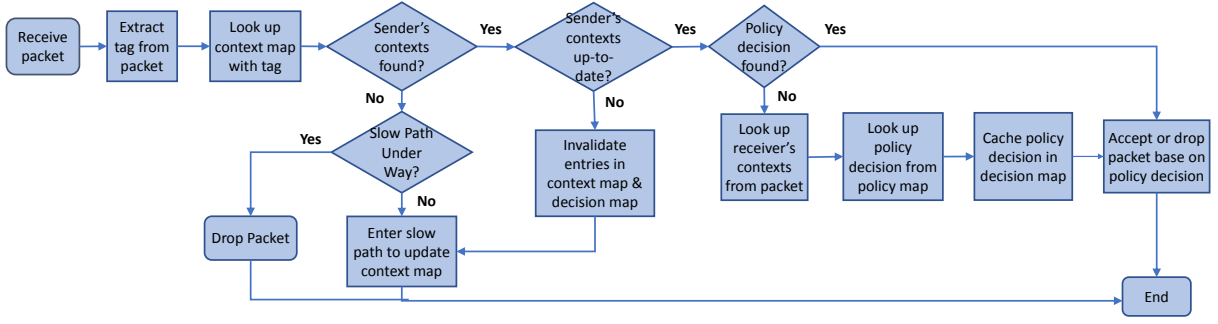 Receive
packet
Extract
tag from
packet
Look up
context map
with tag
Sender's
contexts
found?
Yes
Sender's
contexts
up-to-
date?
Yes
Policy
decision
found?
Yes
No
No
No
Yes
Slow Path
Under
Way?
Invalidate
entries in
context map &
decision map
Look up
receiver's
contexts
from packet
Look up
policy
decision from
policy map
Cache policy
decision in
decision map
Accept or drop
packet base on
policy decision
No
Drop Packet
Enter slow
path to update
context map
End